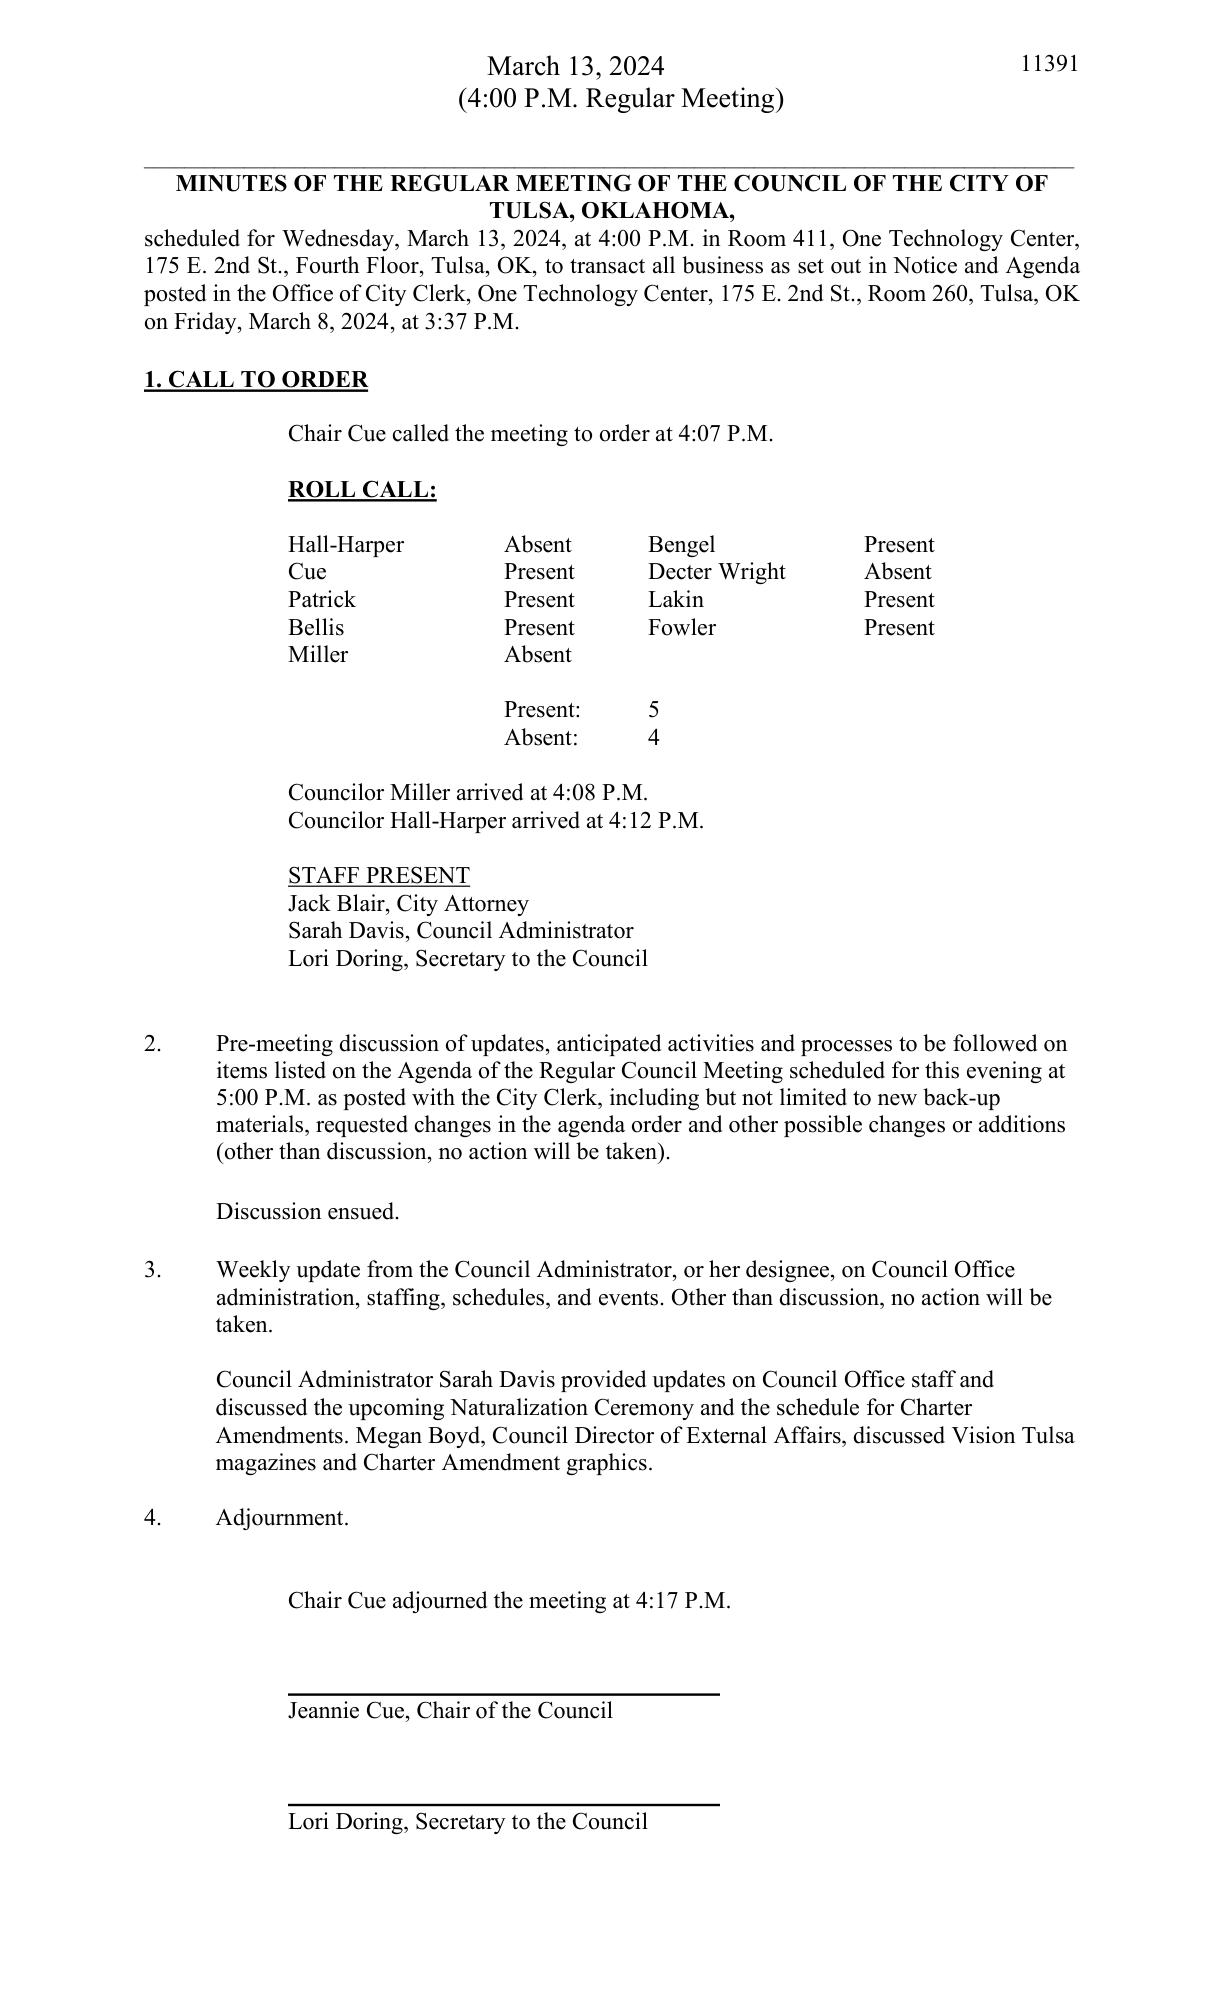 March 13, 2024 11391
(4:00 P.M. Regular Meeting)
MINUTES OF THE REGULAR MEETING OF THE COUNCIL OF THE CITY OF
TULSA, OKLAHOMA,
scheduled for Wednesday, March 13, 2024, at 4:00 P.M. in Room 411, One Technology Center,
175 E. 2nd St., Fourth Floor, Tulsa, OK, to transact all business as set out in Notice and Agenda
posted in the Office of City Clerk, One Technology Center, 175 E. 2nd St., Room 260, Tulsa, OK
on Friday, March 8, 2024, at 3:37 P.M.
1. CALL TO ORDER
Chair Cue called the meeting to order at 4:07 P.M.
ROLL CALL:
Hall-Harper Absent Bengel Present
Cue Present Decter Wright Absent
Patrick Present Lakin Present
Bellis Present Fowler Present
Miller Absent
Present: 5
Absent: 4
Councilor Miller arrived at 4:08 P.M.
Councilor Hall-Harper arrived at 4:12 P.M.
STAFF PRESENT
Jack Blair, City Attorney
Sarah Davis, Council Administrator
Lori Doring, Secretary to the Council
2. Pre-meeting discussion of updates, anticipated activities and processes to be followed on
items listed on the Agenda of the Regular Council Meeting scheduled for this evening at
5:00 P.M. as posted with the City Clerk, including but not limited to new back-up
materials, requested changes in the agenda order and other possible changes or additions
(other than discussion, no action will be taken).
Discussion ensued.
3. Weekly update from the Council Administrator, or her designee, on Council Office
administration, staffing, schedules, and events. Other than discussion, no action will be
taken.
Council Administrator Sarah Davis provided updates on Council Office staff and
discussed the upcoming Naturalization Ceremony and the schedule for Charter
Amendments. Megan Boyd, Council Director of External Affairs, discussed Vision Tulsa
magazines and Charter Amendment graphics.
4. Adjournment.
Chair Cue adjourned the meeting at 4:17 P.M.
Jeannie Cue, Chair of the Council
Lori Doring, Secretary to the Council